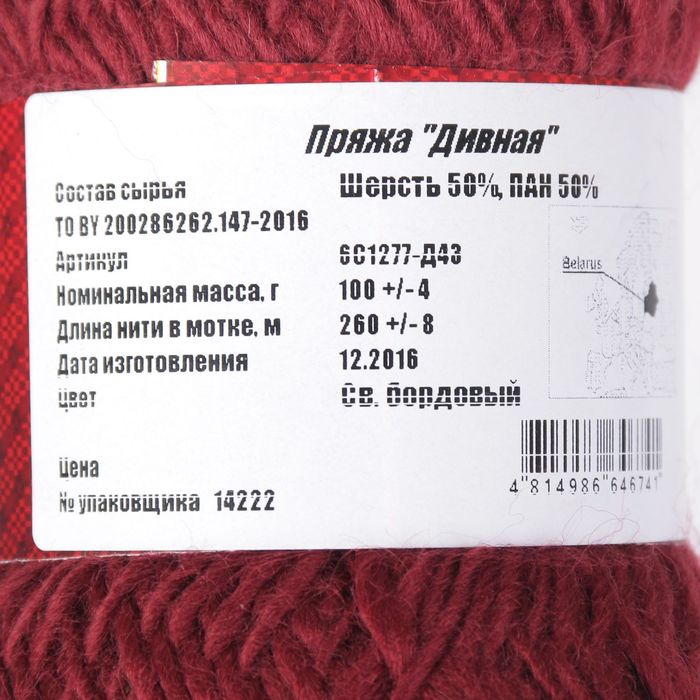 Пряжа "Дивная"
Состав сырья Шерсть 50%, ПАН 50%
ТО BY 200286262.147-2016
Артикул 6С1277-Д43
Номинальная масса, г 100 +/- 4
Длина нити в мотке, м 260 +/- 8
Дата изготовления 12.2016
Цвет Св. бордовый
Belarus
Цена
№ упаковщика 14222
4 814986 646741